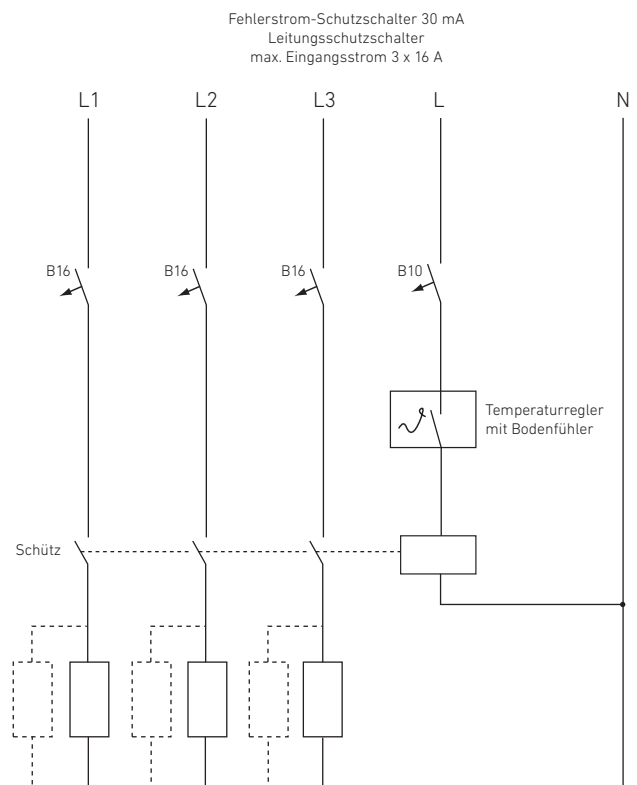 Fehlerstrom-Schutzschalter 30 mA
Leitungsschutzschalter
max. Eingangsstrom 3 x 16 A
L1 L2 L3 L N
B16 B16 B16 B10
Temperaturregler
mit Bodenfühler
Schütz